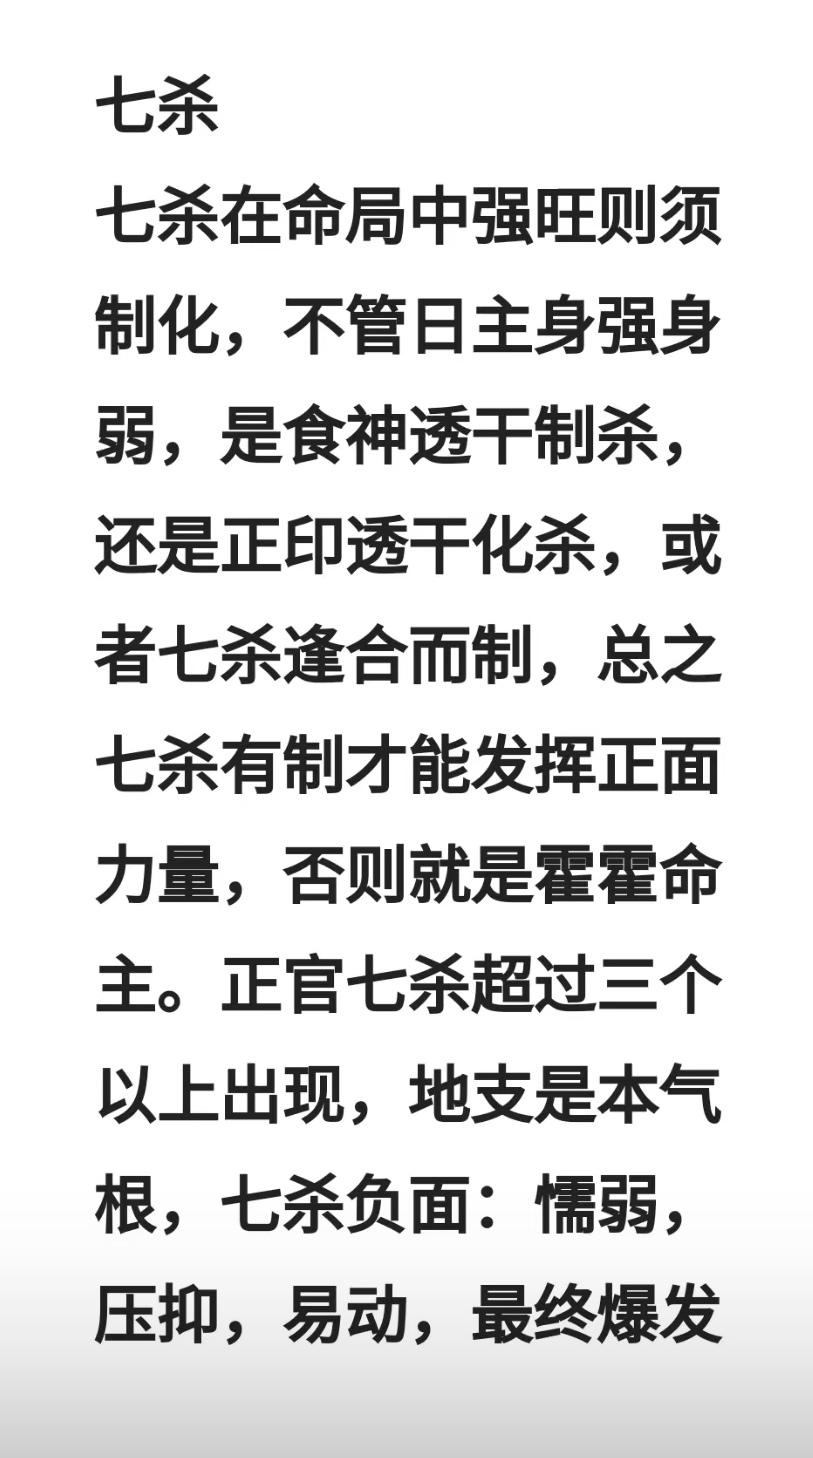 七杀
七杀在命局中强旺则须
制化，不管日主身强身
弱，是食神透干制杀，
还是正印透干化杀，或
者七杀逢合而制，总之
七杀有制才能发挥正面
力量，否则就是霍霍命
主。正官七杀超过三个
以上出现，地支是本气
根，七杀负面：懦弱，
压抑，易动，最终爆发